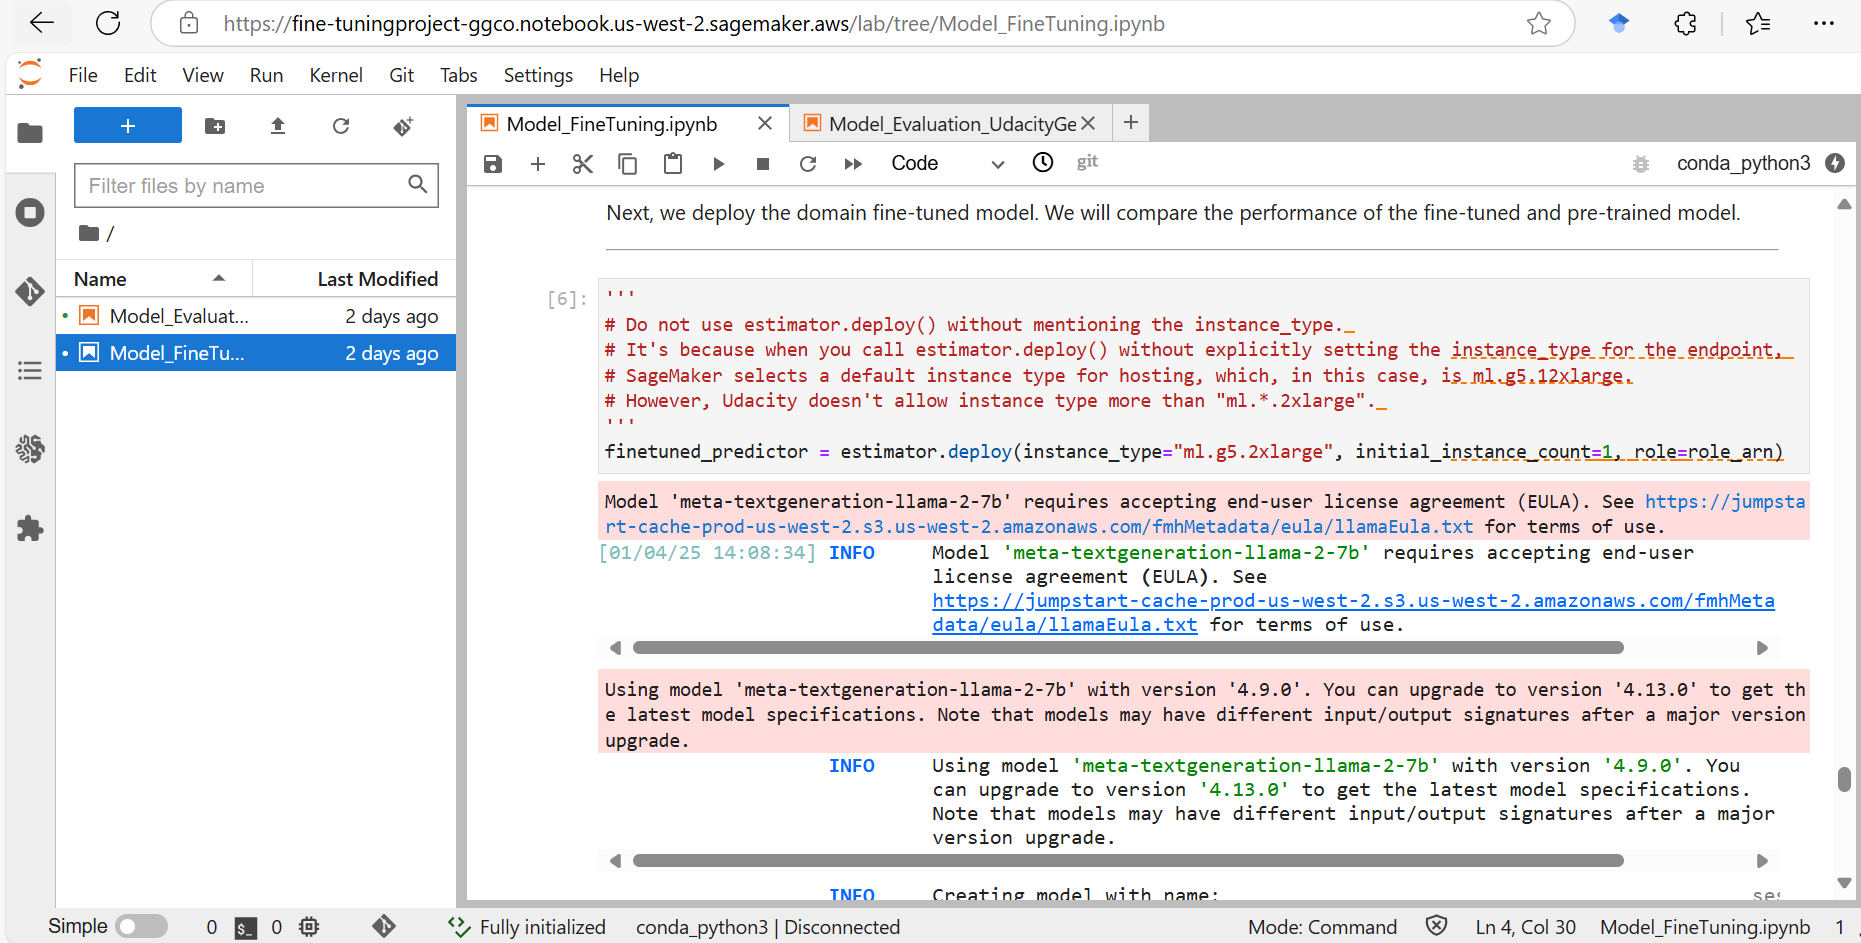 https://fine-tuningproject-ggco.notebook.us-west-2.sagemaker.aws/lab/tree/Model_FineTuning.ipynb
File Edit View Run Kernel Git Tabs Settings Help
Model_FineTuning.ipynb
Model_Evaluation_UdacityGe
Filter files by name
/
Name Last Modified
Model_Evaluat... 2 days ago
Model_FineTu... 2 days ago
Code git conda_python3
Next, we deploy the domain fine-tuned model. We will compare the performance of the fine-tuned and pre-trained model.
[6]: '''
# Do not use estimator.deploy() without mentioning the instance_type.
# It's because when you call estimator.deploy() without explicitly setting the instance_type for the endpoint,
# SageMaker selects a default instance type for hosting, which, in this case, is ml.g5.12xlarge.
# However, Udacity doesn't allow instance type more than "ml.*.2xlarge".
'''
finetuned_predictor = estimator.deploy(instance_type="ml.g5.2xlarge", initial_instance_count=1, role=role_arn)
Model 'meta-textgeneration-llama-2-7b' requires accepting end-user license agreement (EULA). See https://jumpsta
rt-cache-prod-us-west-2.s3.us-west-2.amazonaws.com/fmhMetadata/eula/llamaEula.txt for terms of use.
[01/04/25 14:08:34] INFO Model 'meta-textgeneration-llama-2-7b' requires accepting end-user
license agreement (EULA). See
https://jumpstart-cache-prod-us-west-2.s3.us-west-2.amazonaws.com/fmhMeta
data/eula/llamaEula.txt for terms of use.
Using model 'meta-textgeneration-llama-2-7b' with version '4.9.0'. You can upgrade to version '4.13.0' to get th
e latest model specifications. Note that models may have different input/output signatures after a major version
upgrade.
INFO Using model 'meta-textgeneration-llama-2-7b' with version '4.9.0'. You
can upgrade to version '4.13.0' to get the latest model specifications.
Note that models may have different input/output signatures after a major
version upgrade.
INFO Creating model with name:
Simple 0 $_ 0 Fully initialized conda_python3 | Disconnected Mode: Command Ln 4, Col 30 Model_FineTuning.ipynb 1